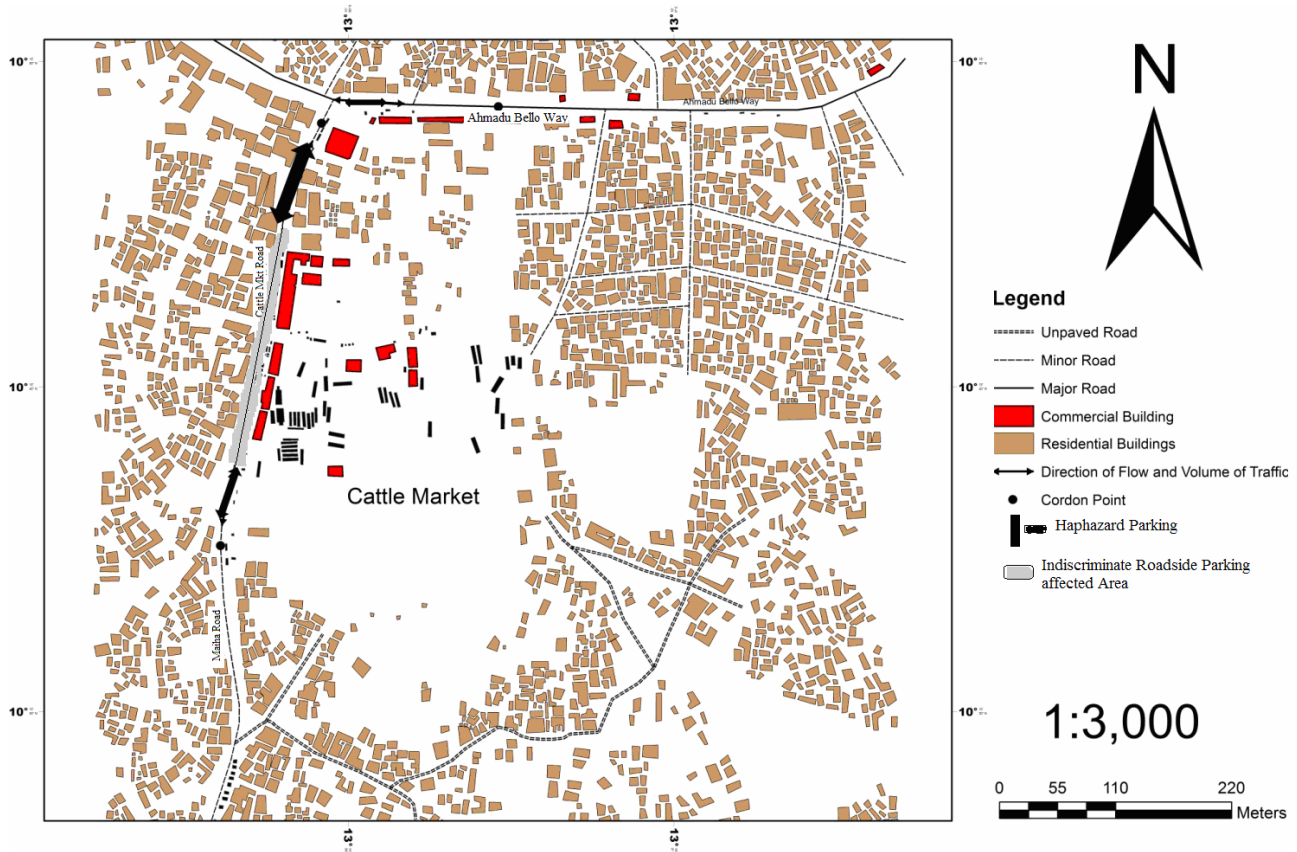 13°
13°
10°
10°
Ahmadu Bello Way
Ahmadu Bello Way
Cattle Mkt Road
10°
10°
Cattle Market
Maiha Road
10°
10°
13°
13°
N
Legend
Unpaved Road
Minor Road
Major Road
Commercial Building
Residential Buildings
Direction of Flow and Volume of Traffic
Cordon Point
Haphazard Parking
Indiscriminate Roadside Parking
affected Area
1:3,000
0 55 110 220
Meters